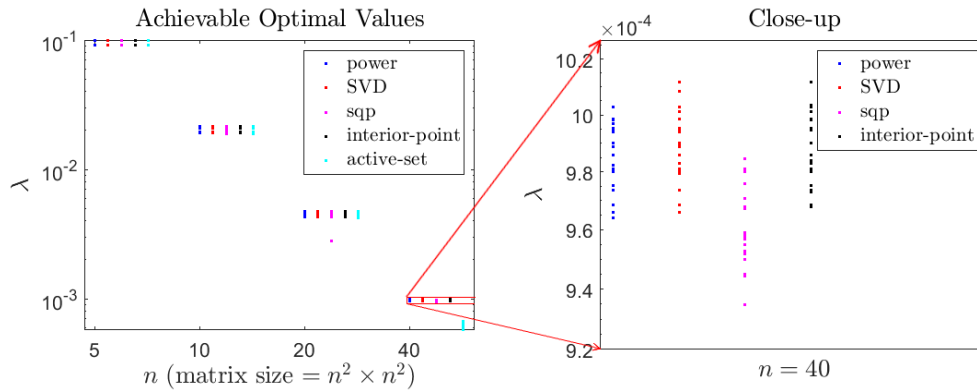 Achievable Optimal Values
10^{-1}
10^{-2}
10^{-3}
λ
power
SVD
sqp
interior-point
active-set
5
10
20
40
n (matrix size = n^2 × n^2)
Close-up
×10^{-4}
10.2
10
9.8
9.6
9.4
9.2
λ
power
SVD
sqp
interior-point
n = 40